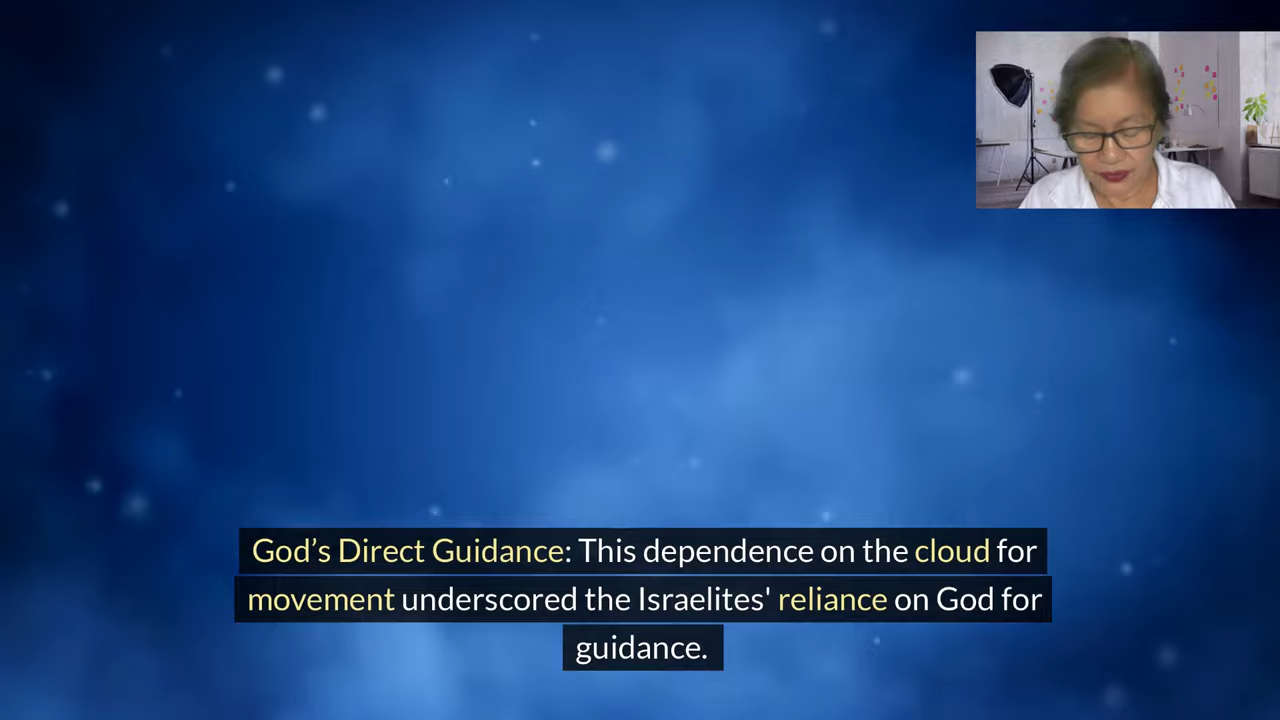 God’s Direct Guidance: This dependence on the cloud for
movement underscored the Israelites' reliance on God for
guidance.